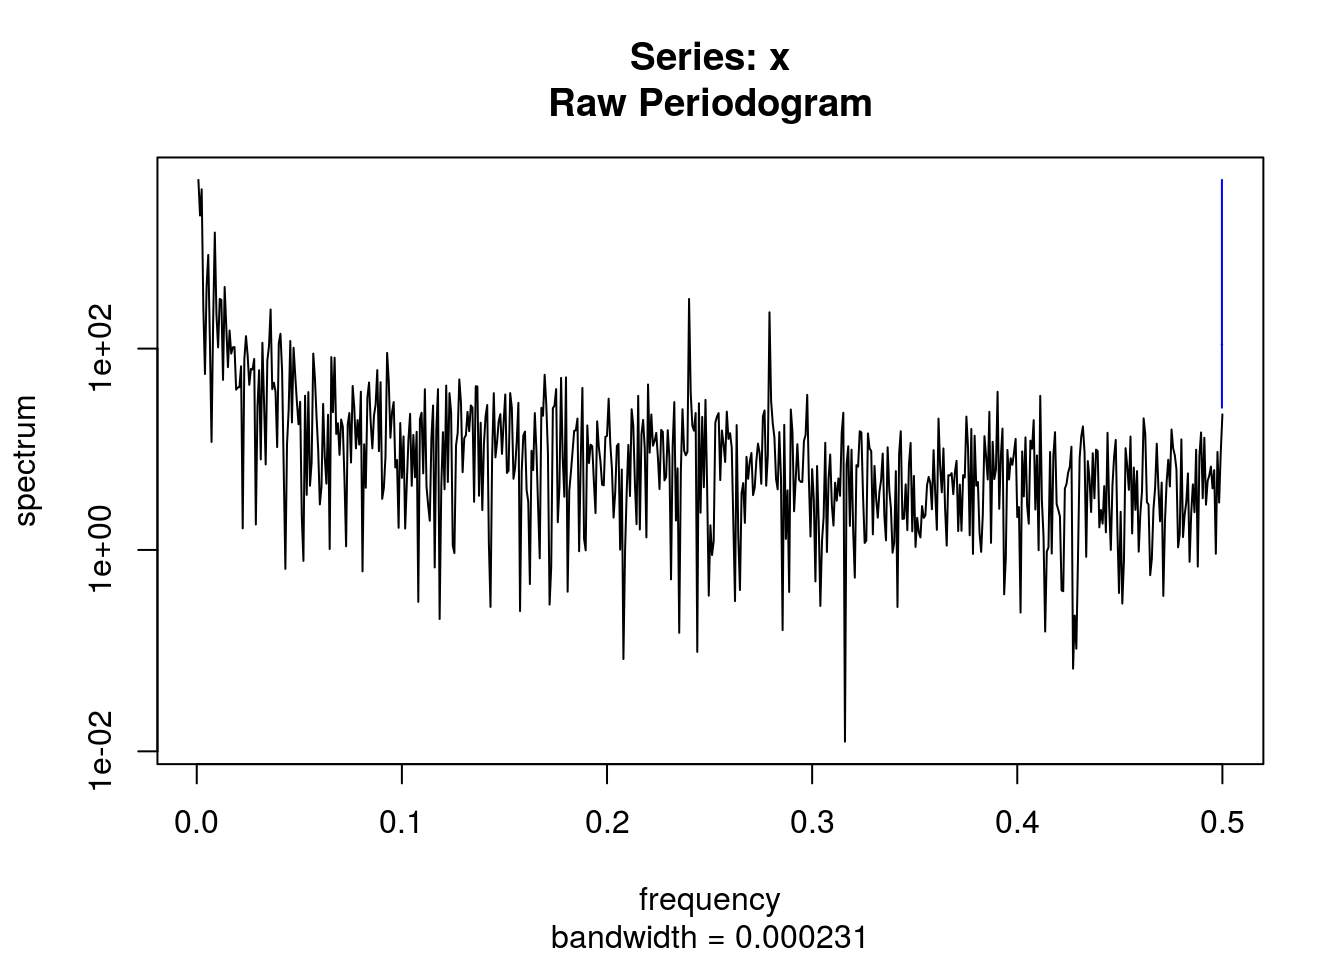 Series: x
Raw Periodogram
spectrum
1e+02
1e+00
1e-02
0.0 0.1 0.2 0.3 0.4 0.5
frequency
bandwidth = 0.000231